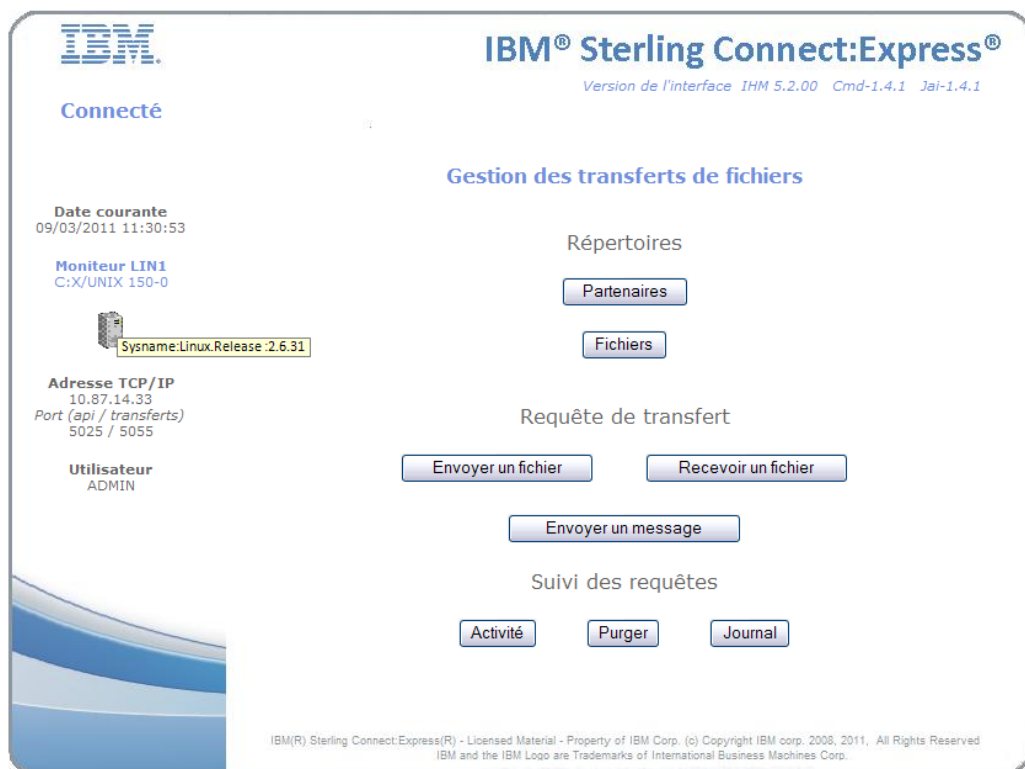 IBM.
IBM® Sterling Connect:Express®
Version de l'interface IHM 5.2.00 Cmd-1.4.1 Jai-1.4.1
Connecté
Gestion des transferts de fichiers
Date courante
09/03/2011 11:30:53
Moniteur LIN1
C:X/UNIX 150-0
Sysname:Linux.Release :2.6.31
Adresse TCP/IP
10.87.14.33
Port (api / transferts)
5025 / 5055
Utilisateur
ADMIN
Répertoires
Partenaires
Fichiers
Requête de transfert
Envoyer un fichier Recevoir un fichier
Envoyer un message
Suivi des requêtes
Activité Purger Journal
IBM(R) Sterling Connect:Express(R) - Licensed Material - Property of IBM Corp. (c) Copyright IBM corp. 2008, 2011, All Rights Reserved
IBM and the IBM Logo are Trademarks of International Business Machines Corp.